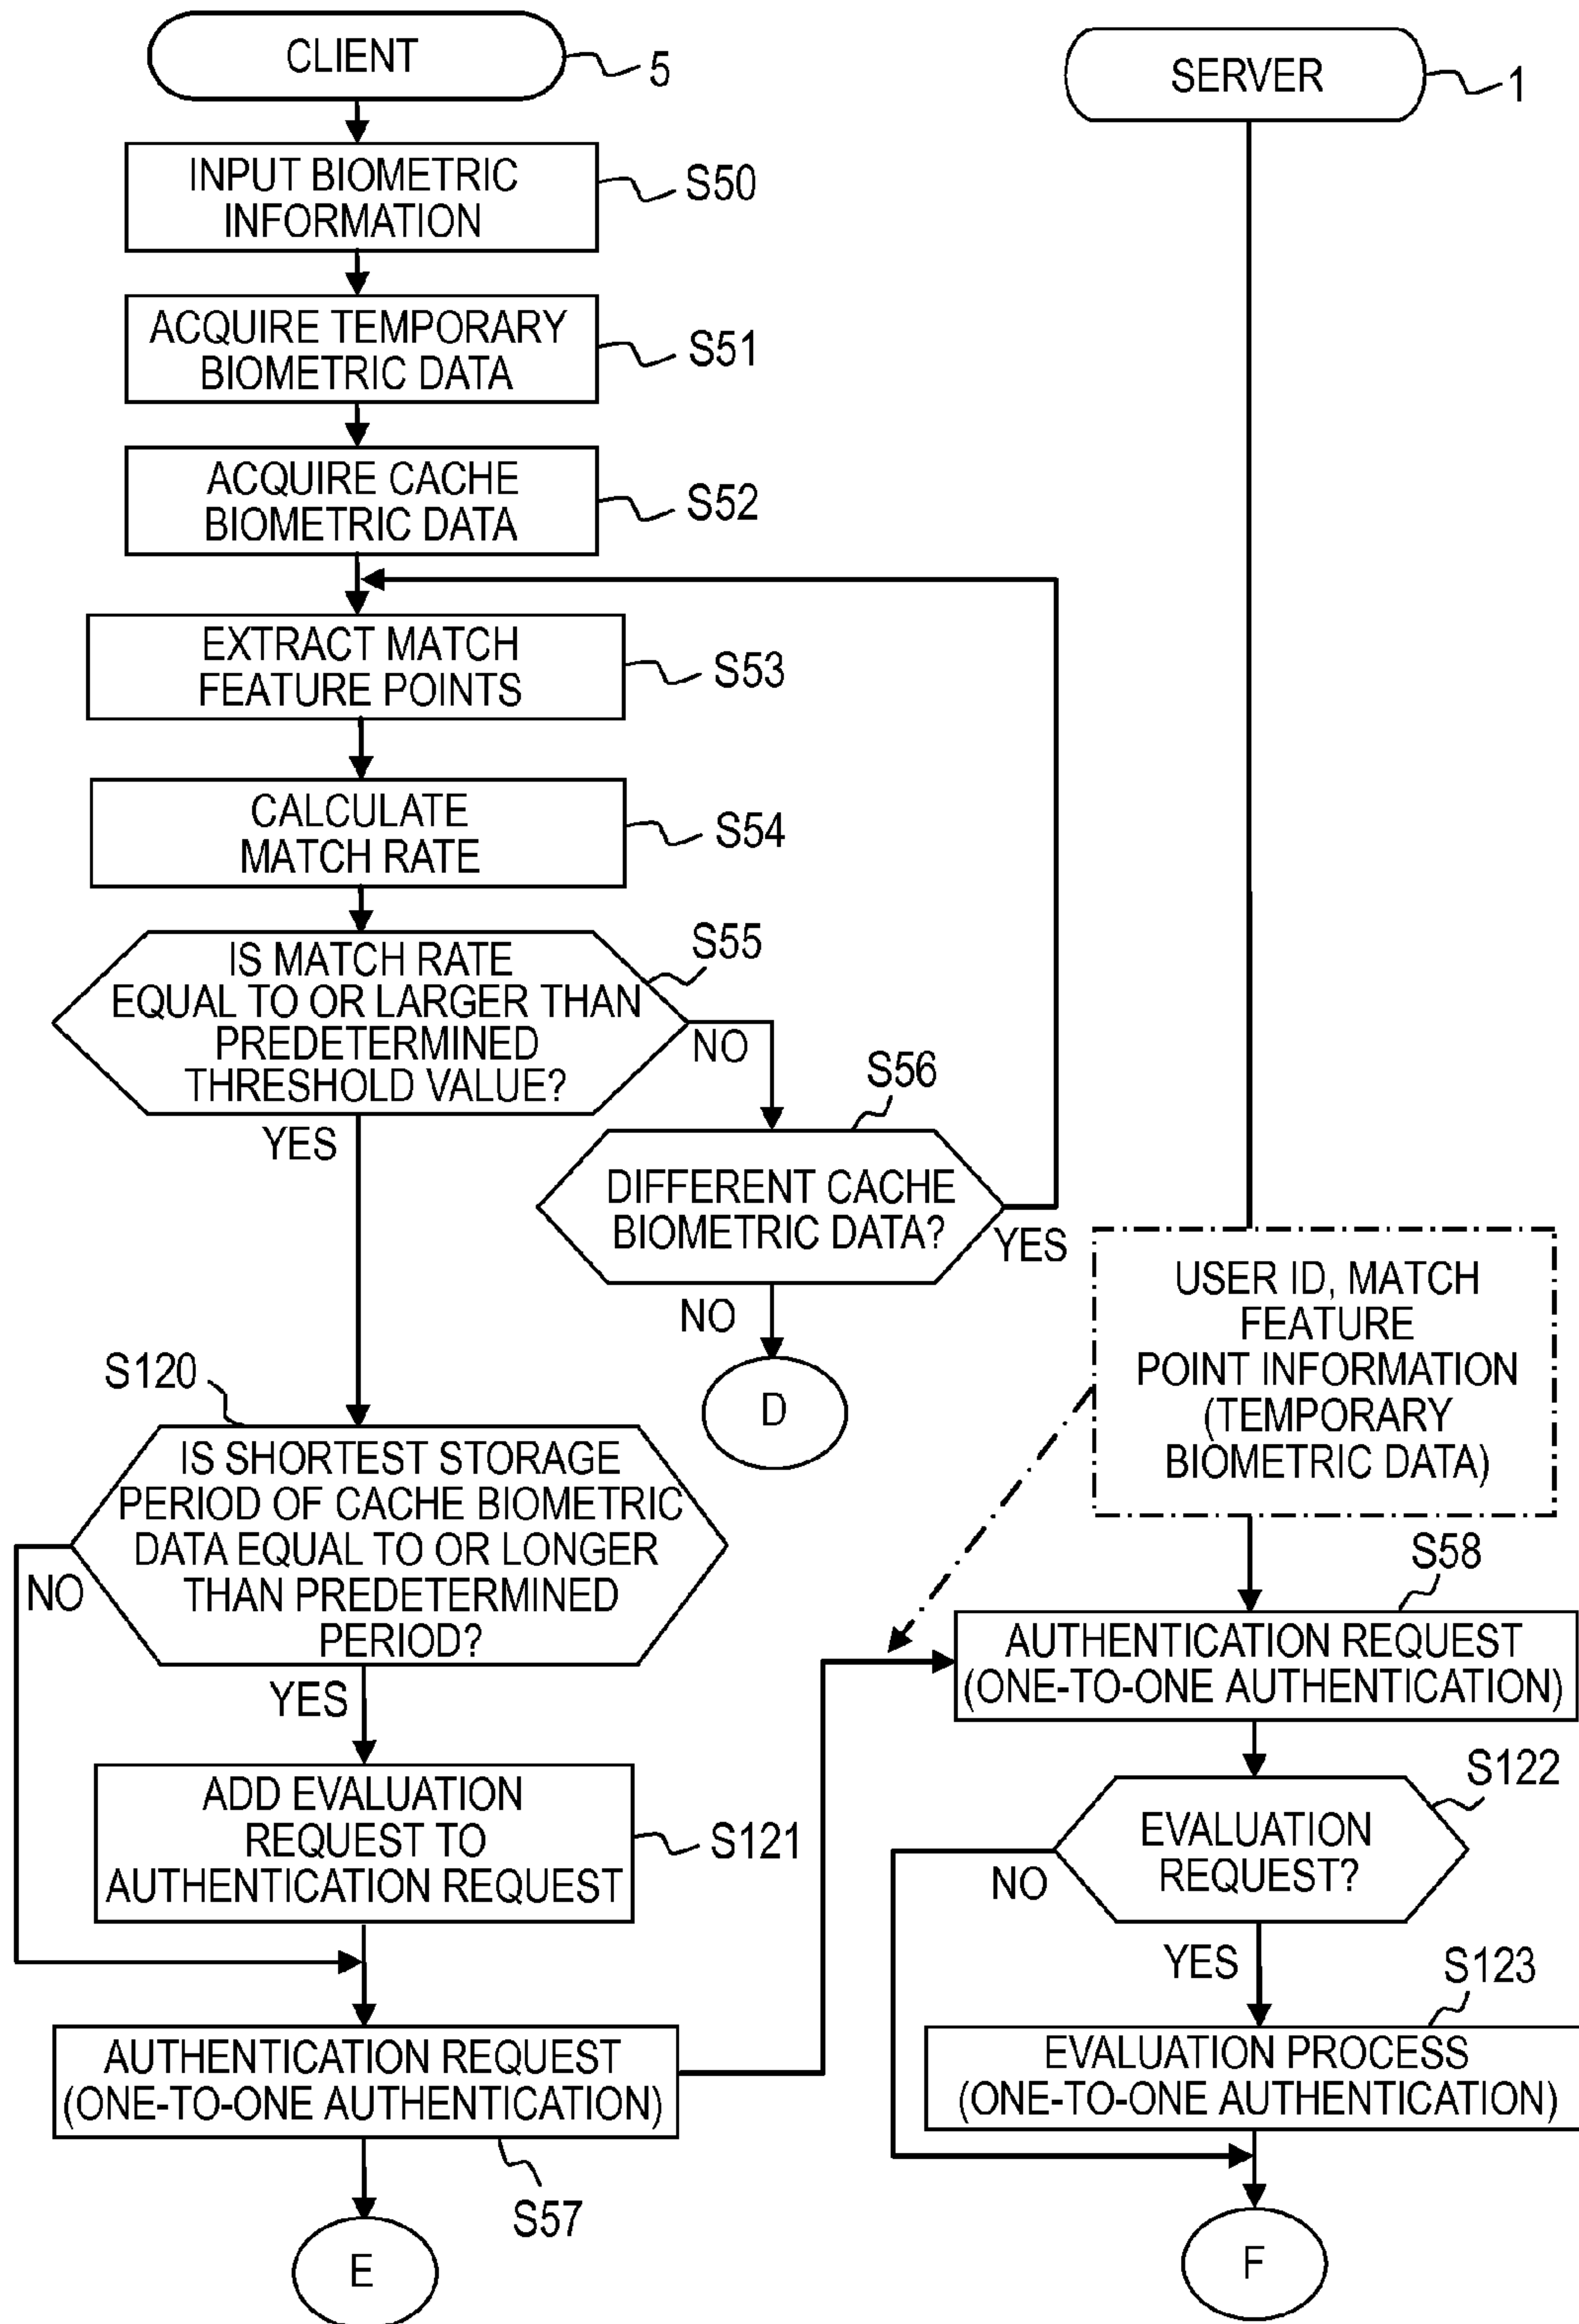 CLIENT
5
SERVER
1
INPUT BIOMETRIC
INFORMATION
S50
ACQUIRE TEMPORARY
BIOMETRIC DATA
S51
ACQUIRE CACHE
BIOMETRIC DATA
S52
EXTRACT MATCH
FEATURE POINTS
S53
CALCULATE
MATCH RATE
S54
IS MATCH RATE
EQUAL TO OR LARGER THAN
PREDETERMINED
THRESHOLD VALUE?
S55
NO
YES
S56
DIFFERENT CACHE
BIOMETRIC DATA?
YES
NO
D
USER ID, MATCH
FEATURE
POINT INFORMATION
(TEMPORARY
BIOMETRIC DATA)
S120
IS SHORTEST STORAGE
PERIOD OF CACHE BIOMETRIC
DATA EQUAL TO OR LONGER
THAN PREDETERMINED
PERIOD?
NO
YES
S58
AUTHENTICATION REQUEST
(ONE-TO-ONE AUTHENTICATION)
ADD EVALUATION
REQUEST TO
AUTHENTICATION REQUEST
S121
S122
EVALUATION
REQUEST?
NO
YES
S123
EVALUATION PROCESS
(ONE-TO-ONE AUTHENTICATION)
AUTHENTICATION REQUEST
(ONE-TO-ONE AUTHENTICATION)
S57
E
F